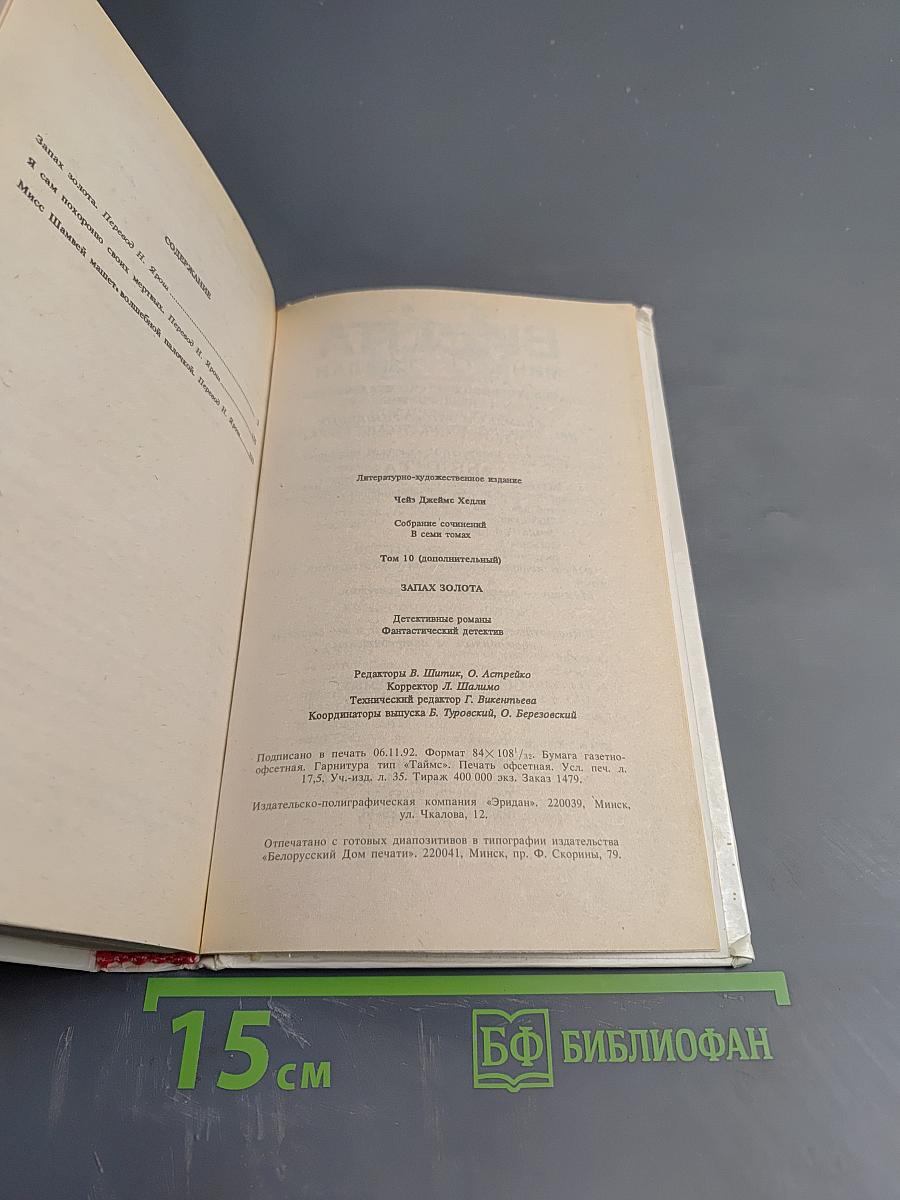 СОДЕРЖАНИЕ
Запах золота. Перевод Н. Ярош
Я сам похороню своих мертвых. Перевод Н. Ярош
Мисс Шамвей машет волшебной палочкой. Перевод Н. Ярош
Литературно-художественное издание
Чейз Джеймс Хедли
Собрание сочинений
В семи томах
Том 10 (дополнительный)
ЗАПАХ ЗОЛОТА
Детективные романы
Фантастический детектив
Редакторы В. Шитик, О. Астрейко
Корректор Л. Шалимо
Технический редактор Г. Викентьева
Координаторы выпуска Б. Туровский, О. Березовский
Подписано в печать 06.11.92. Формат 84×108¹/₃₂. Бумага газетно-
офсетная. Гарнитура тип «Таймс». Печать офсетная. Усл. печ. л.
17,5. Уч.-изд. л. 35. Тираж 400 000 экз. Заказ 1479.
Издательско-полиграфическая компания «Эридан». 220039, Минск,
ул. Чкалова, 12.
Отпечатано с готовых диапозитивов в типографии издательства
«Белорусский Дом печати». 220041, Минск, пр. Ф. Скорины, 79.
15 см
БФ БИБЛИОФАН